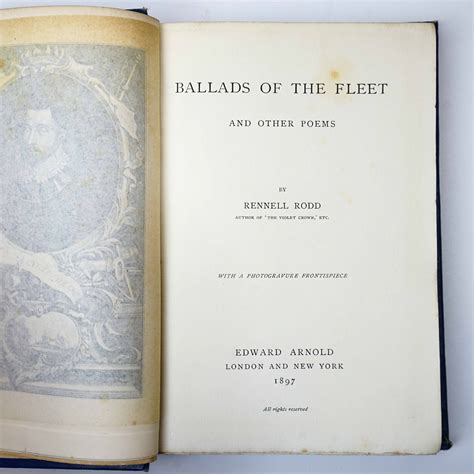 BALLADS OF THE FLEET
AND OTHER POEMS
BY
RENNELL RODD
AUTHOR OF 'THE VIOLET CROWN,' ETC.
WITH A PHOTOGRAVURE FRONTISPIECE
EDWARD ARNOLD
LONDON AND NEW YORK
1897
All rights reserved